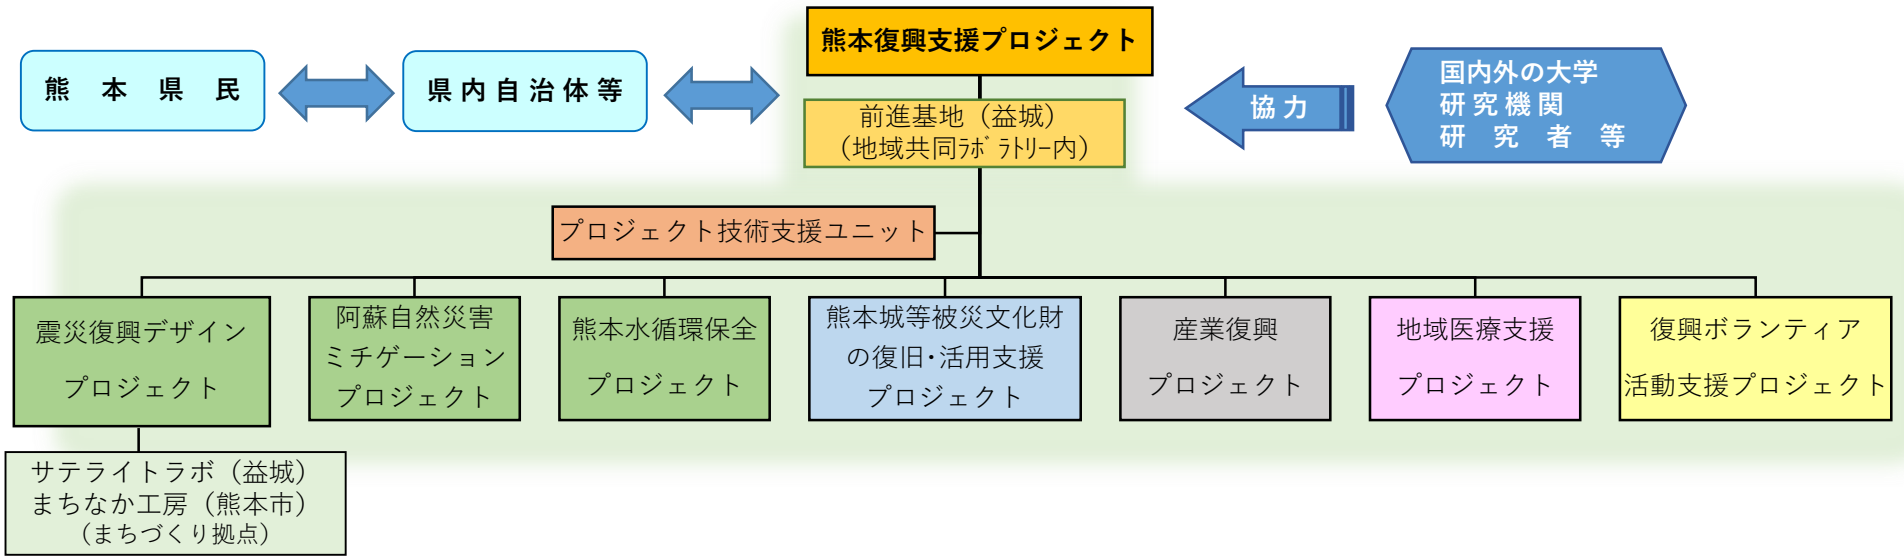 熊本復興支援プロジェクト
熊本県民
県内自治体等
前進基地（益城）
（地域共同ﾗﾎﾞﾗﾄﾘｰ内）
協力
国内外の大学
研究機関
研究者等
プロジェクト技術支援ユニット
震災復興デザイン
プロジェクト
阿蘇自然災害
ミチゲーション
プロジェクト
熊本水循環保全
プロジェクト
熊本城等被災文化財
の復旧･活用支援
プロジェクト
産業復興
プロジェクト
地域医療支援
プロジェクト
復興ボランティア
活動支援プロジェクト
サテライトラボ（益城）
まちなか工房（熊本市）
（まちづくり拠点）